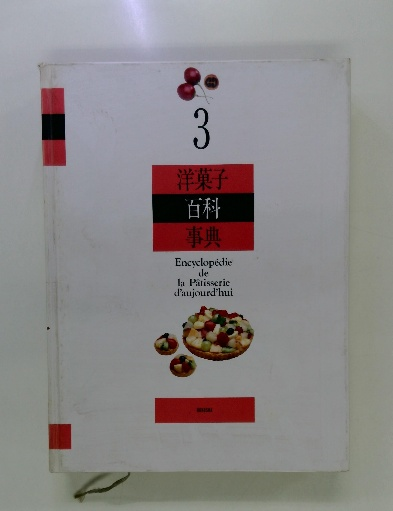 3
洋菓子
百科
事典
Encyclopédie
de
la Pâtisserie
d'aujourd'hui